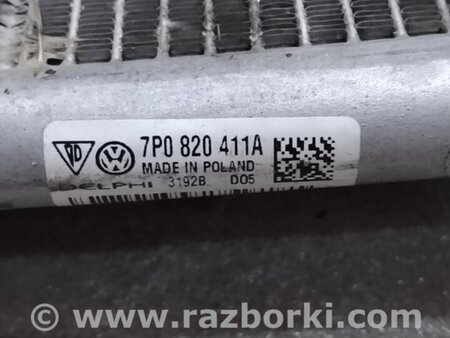 7P0 820 411A
MADE IN POLAND
DELPHI 3192B D05
© www.razborki.com